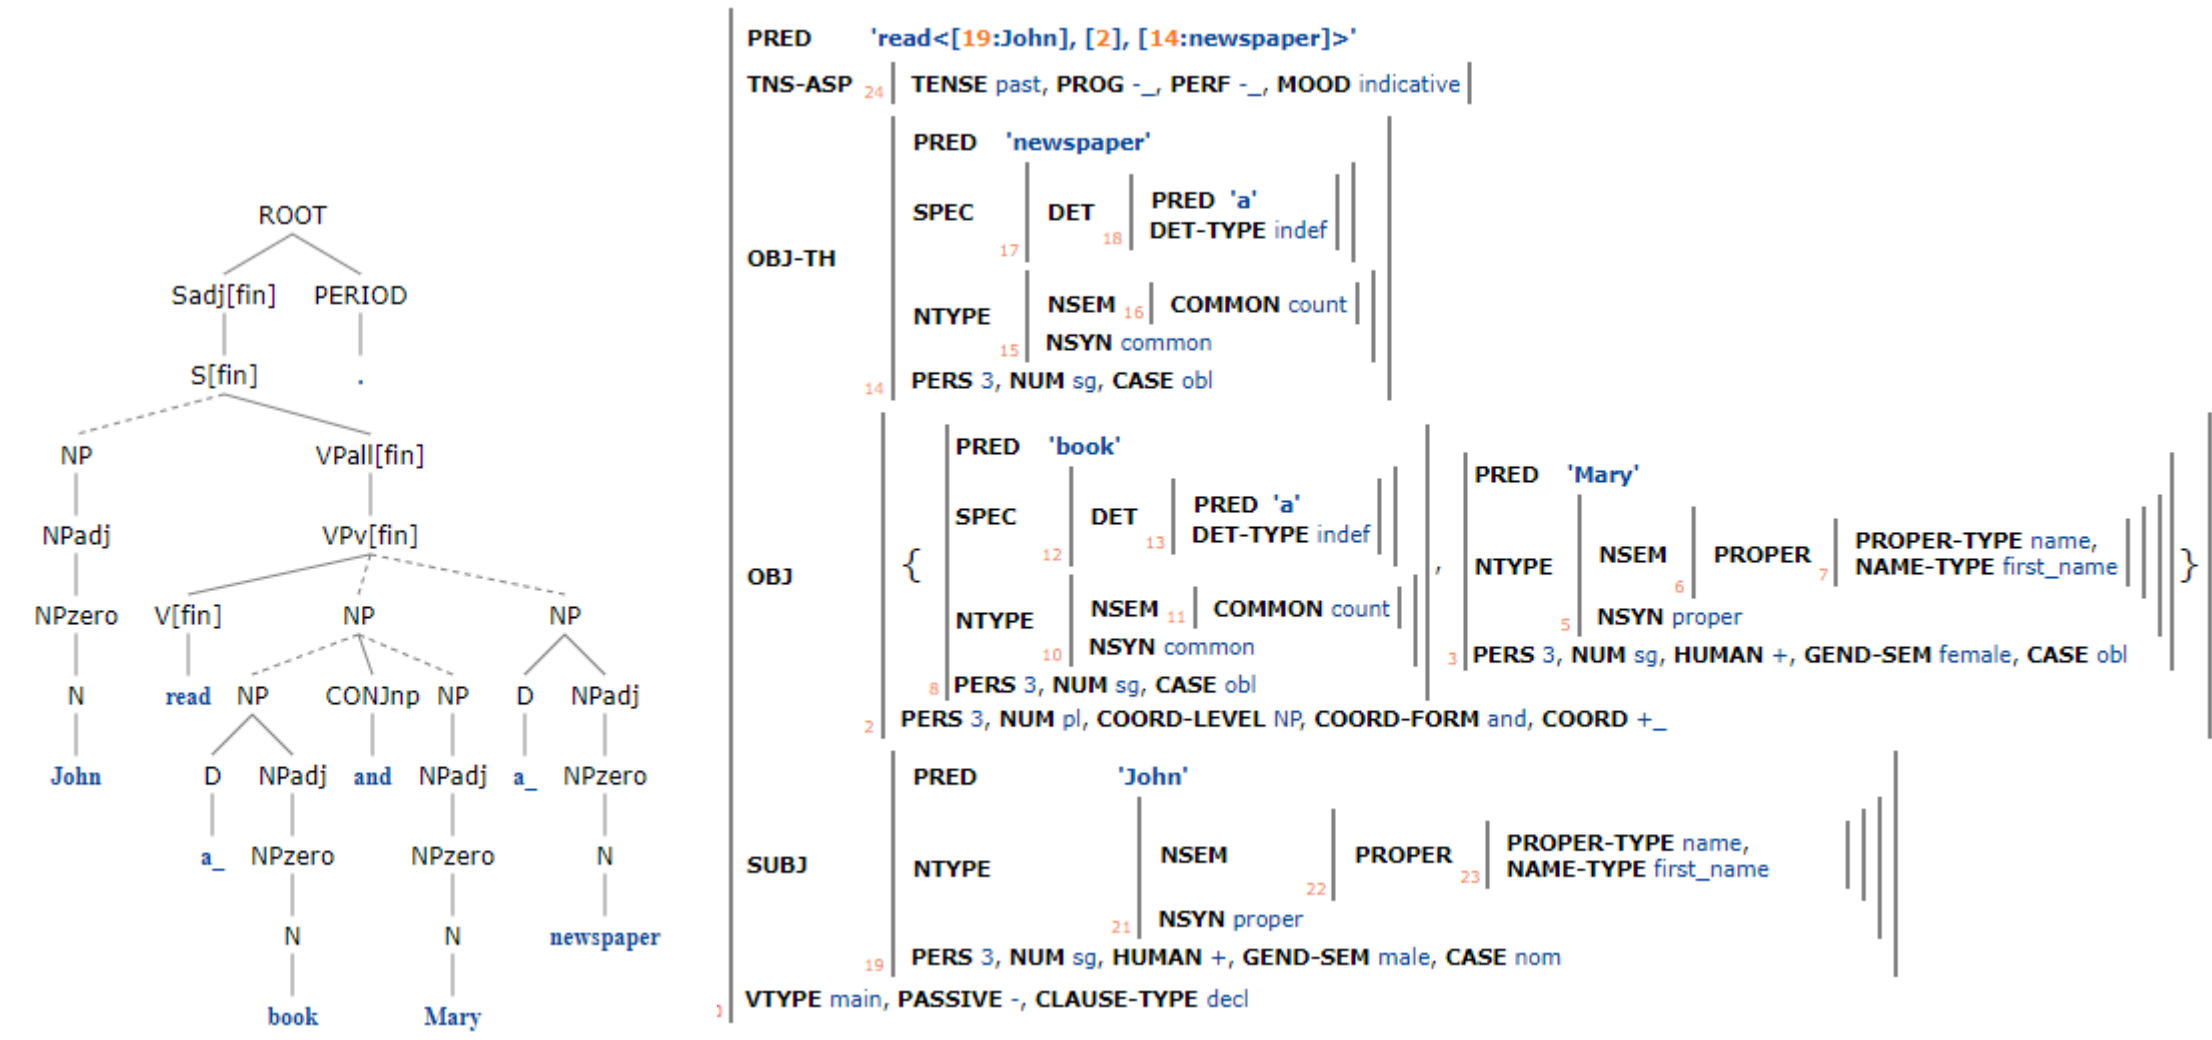 ROOT
Sadj[fin] PERIOD
S[fin] .
NP VPall[fin]
NPadj VPv[fin]
NPzero V[fin] NP NP
N read NP CONJnp NP D NPadj
John D NPadj and NPadj a_ NPzero
a_ NPzero NPzero N
N N newspaper
book Mary
PRED 'read<[19:John], [2], [14:newspaper]>'
TNS-ASP 24 TENSE past, PROG -_, PERF -_, MOOD indicative
PRED 'newspaper'
SPEC 17 DET 18 PRED 'a'
DET-TYPE indef
OBJ-TH
NTYPE 15 NSEM 16 COMMON count
NSYN common
14 PERS 3, NUM sg, CASE obl
OBJ {
PRED 'book'
SPEC 12 DET 13 PRED 'a'
DET-TYPE indef
NTYPE 10 NSEM 11 COMMON count
NSYN common
8 PERS 3, NUM sg, CASE obl
,
PRED 'Mary'
NTYPE 5 NSEM 6 PROPER 7 PROPER-TYPE name,
NAME-TYPE first_name
NSYN proper
3 PERS 3, NUM sg, HUMAN +, GEND-SEM female, CASE obl
}
2 PERS 3, NUM pl, COORD-LEVEL NP, COORD-FORM and, COORD +_
PRED 'John'
SUBJ
NTYPE 21 NSEM 22 PROPER 23 PROPER-TYPE name,
NAME-TYPE first_name
NSYN proper
19 PERS 3, NUM sg, HUMAN +, GEND-SEM male, CASE nom
VTYPE main, PASSIVE -, CLAUSE-TYPE decl